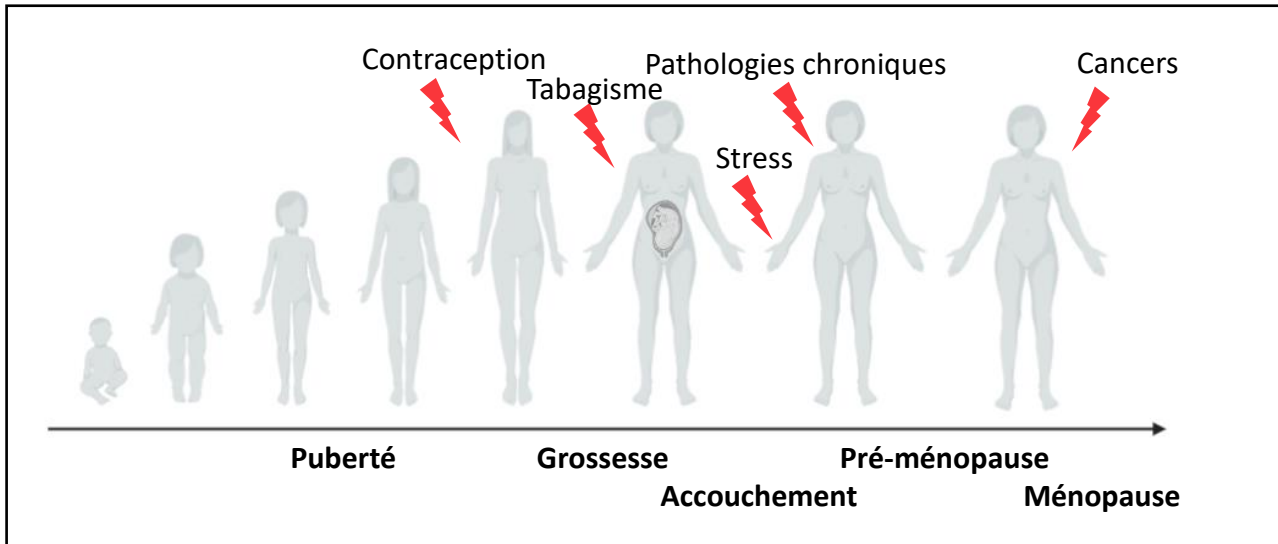 Contraception
Tabagisme
Pathologies chroniques
Cancers
Stress
Puberté
Grossesse
Pré-ménopause
Accouchement
Ménopause